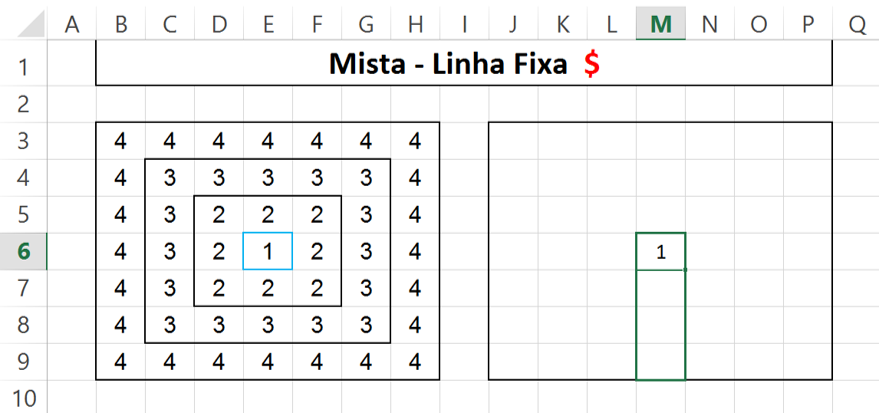 A B C D E F G H I J K L M N O P Q
1 Mista - Linha Fixa $
2
3 4 4 4 4 4 4 4
4 4 3 3 3 3 3 4
5 4 3 2 2 2 3 4
6 4 3 2 1 2 3 4 1
7 4 3 2 2 2 3 4
8 4 3 3 3 3 3 4
9 4 4 4 4 4 4 4
10